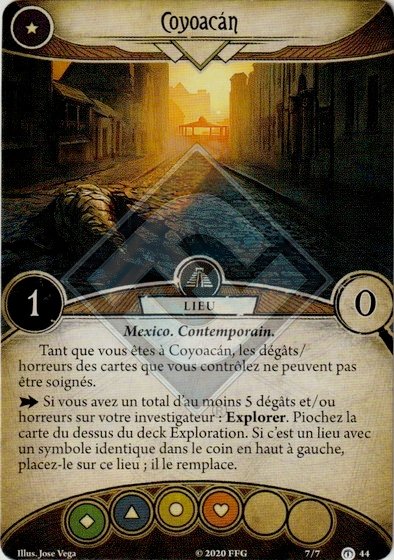 Coyoacán
1
LIEU
0
Mexico. Contemporain.
Tant que vous êtes à Coyoacán, les dégâts/
horreurs des cartes que vous contrôlez ne peuvent pas
être soignés.
Si vous avez un total d'au moins 5 dégâts et/ou
horreurs sur votre investigateur : Explorer. Piochez la
carte du dessus du deck Exploration. Si c'est un lieu avec
un symbole identique dans le coin en haut à gauche,
placez-le sur ce lieu ; il le remplace.
Illus. Jose Vega
© 2020 FFG
7/7
44